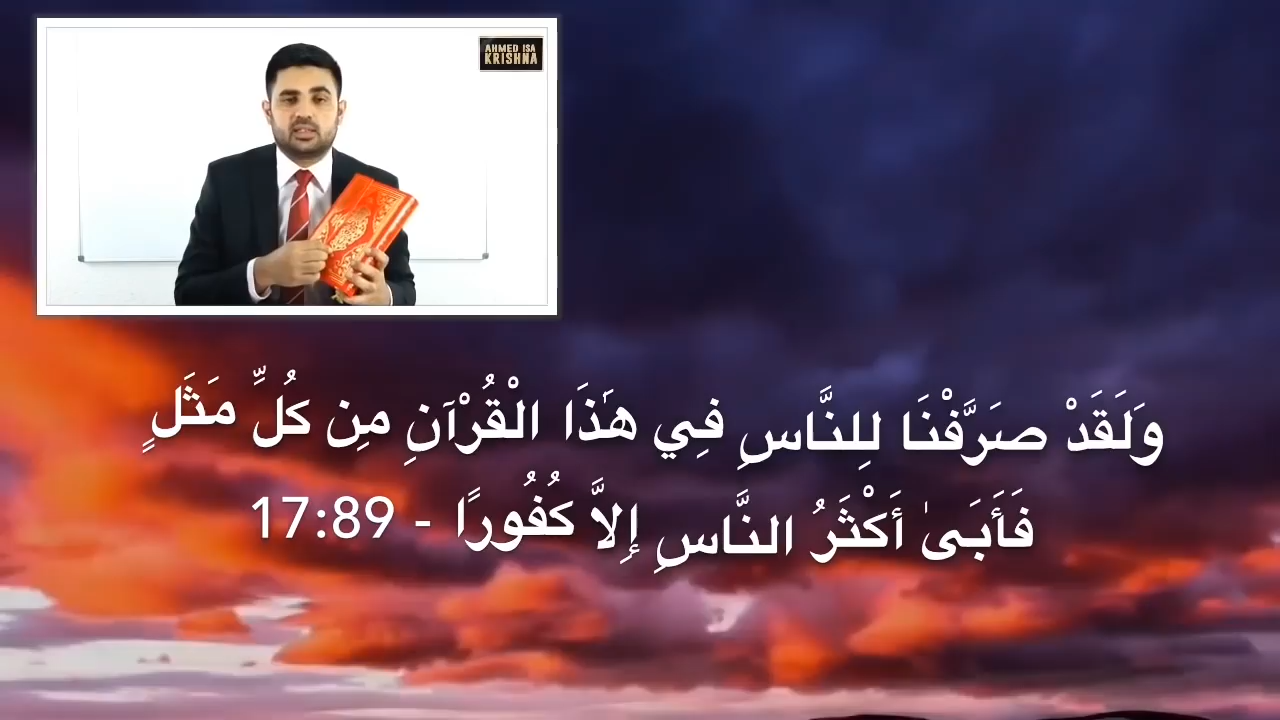 AHMED ISA
KRISHNA
وَلَقَدْ صَرَّفْنَا لِلنَّاسِ فِي هَٰذَا الْقُرْآنِ مِن كُلِّ مَثَلٍ
فَأَبَىٰ أَكْثَرُ النَّاسِ إِلاَّ كُفُورًا - 17:89